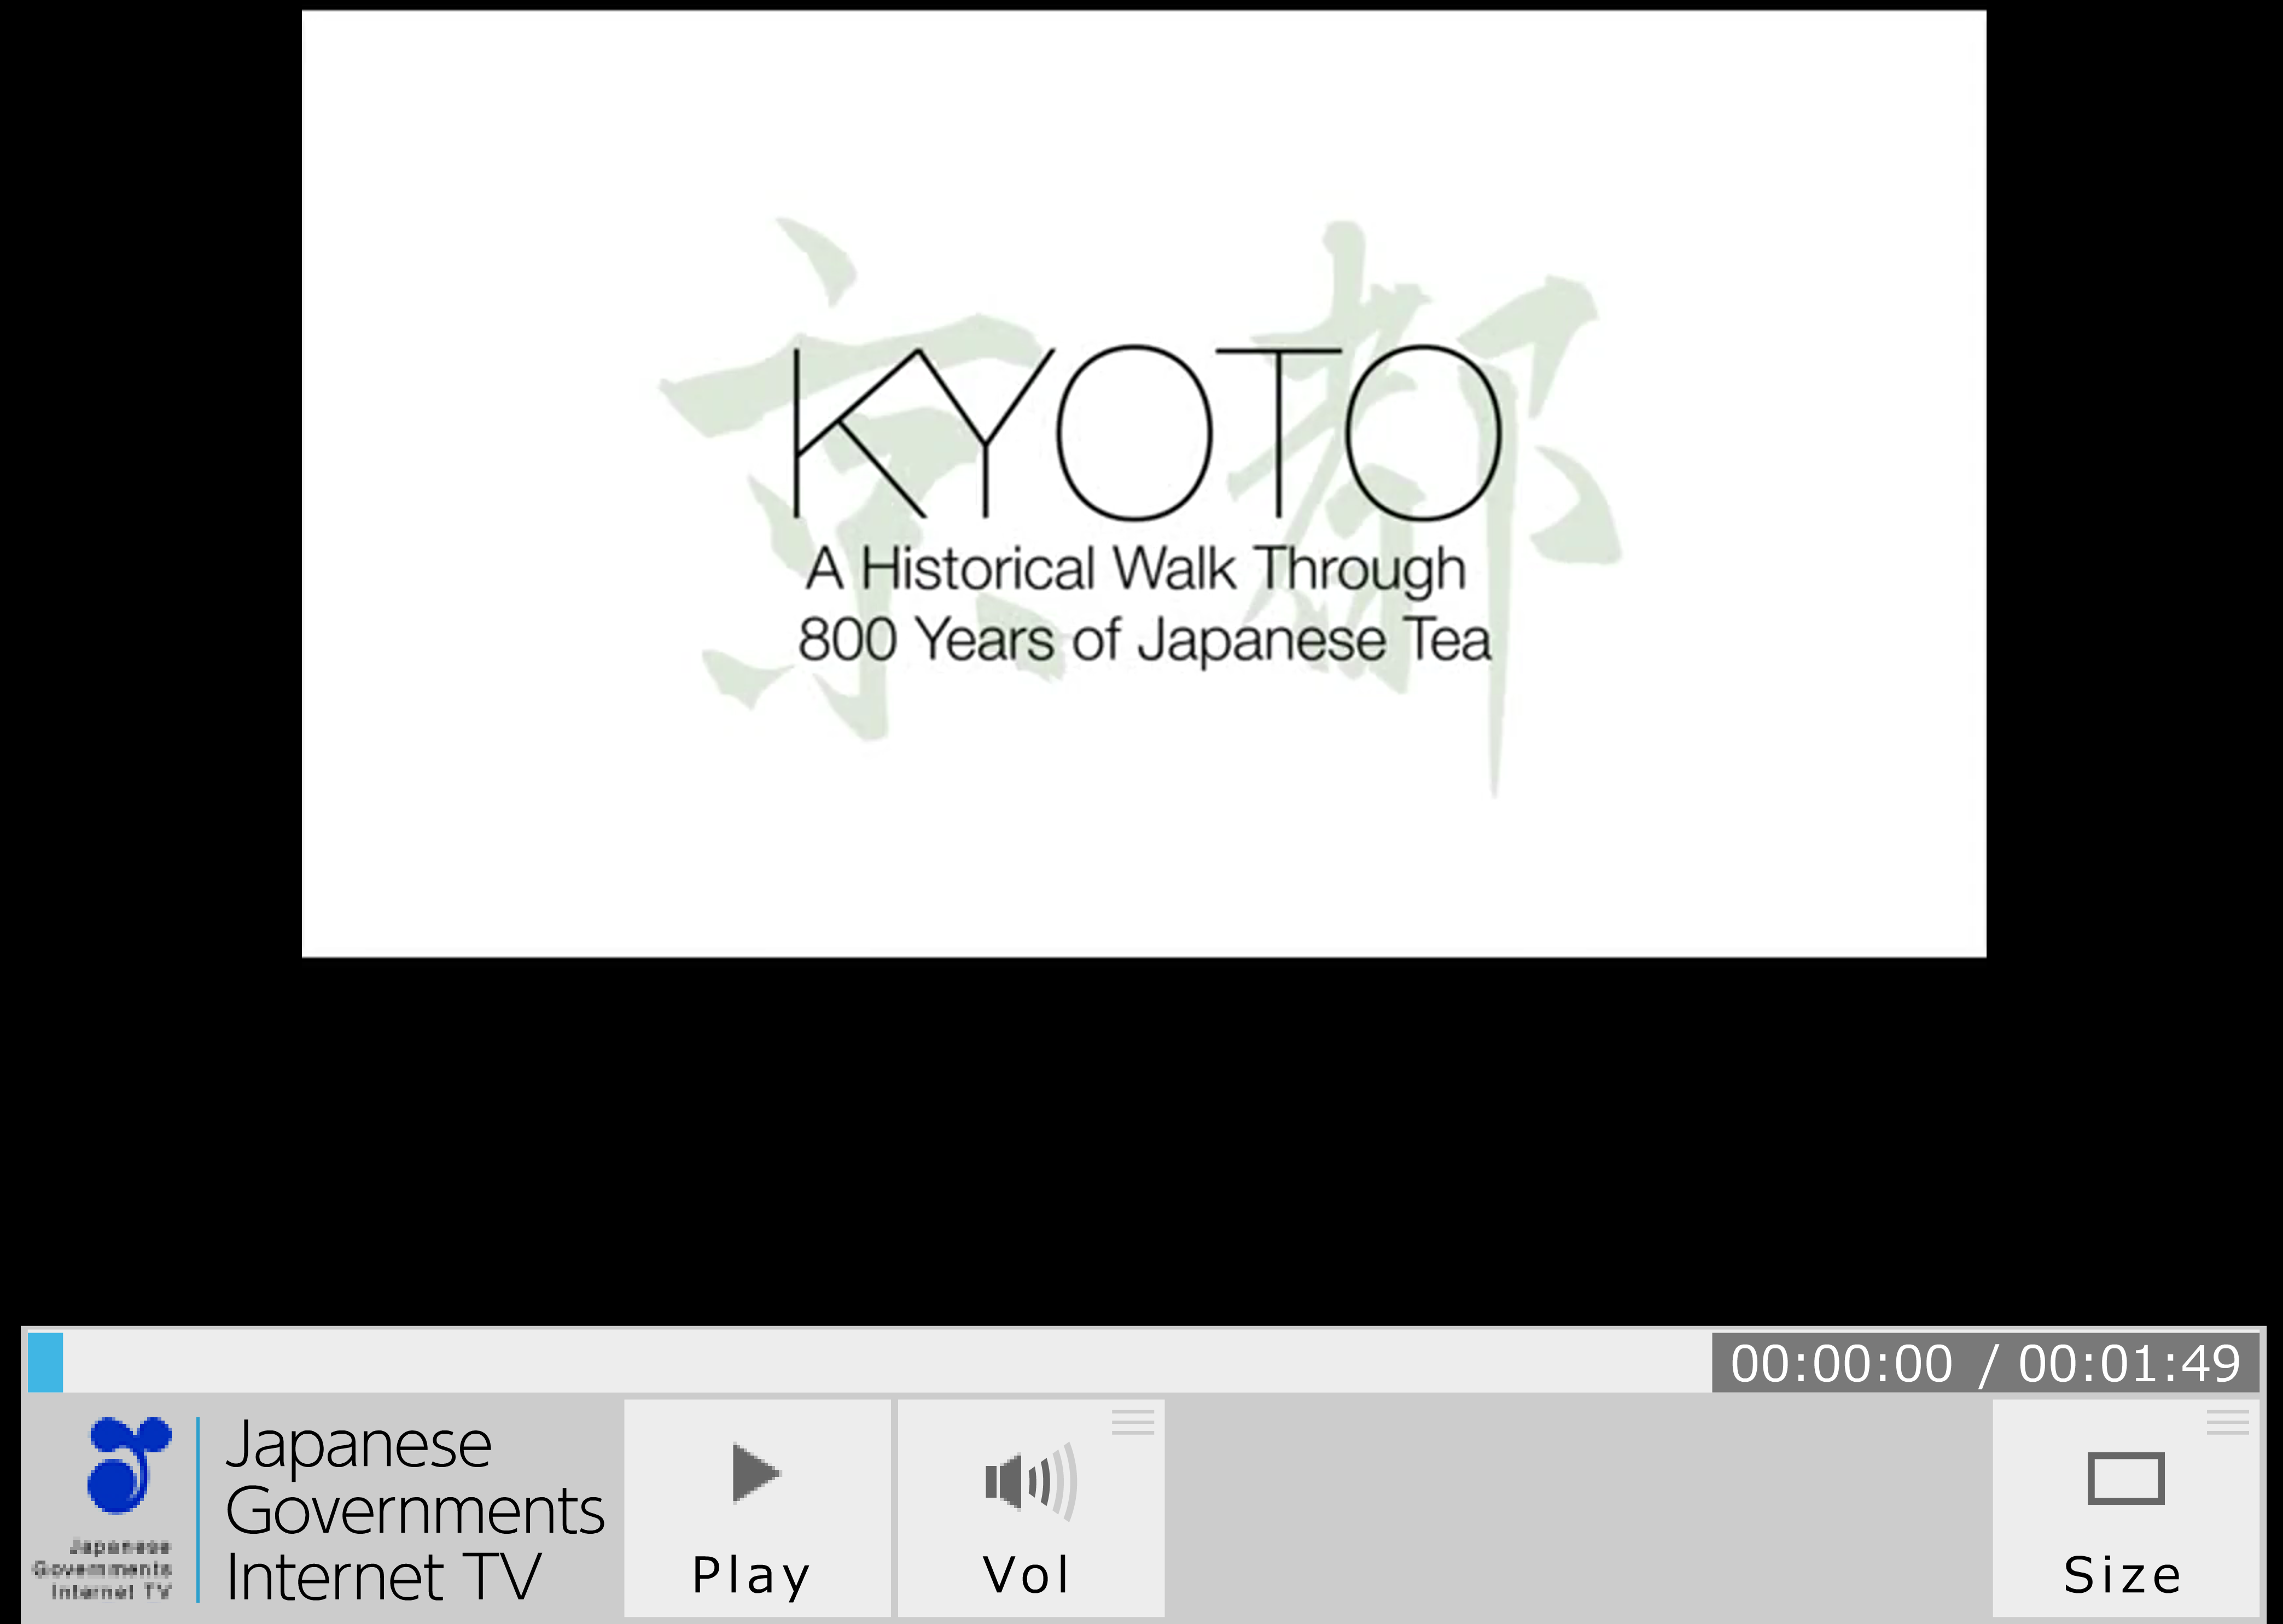 京都
KYOTO
A Historical Walk Through
800 Years of Japanese Tea
00:00:00 / 00:01:49
Japanese
Governments
Internet TV
Japanese
Governments
Internet TV
Play
Vol
Size